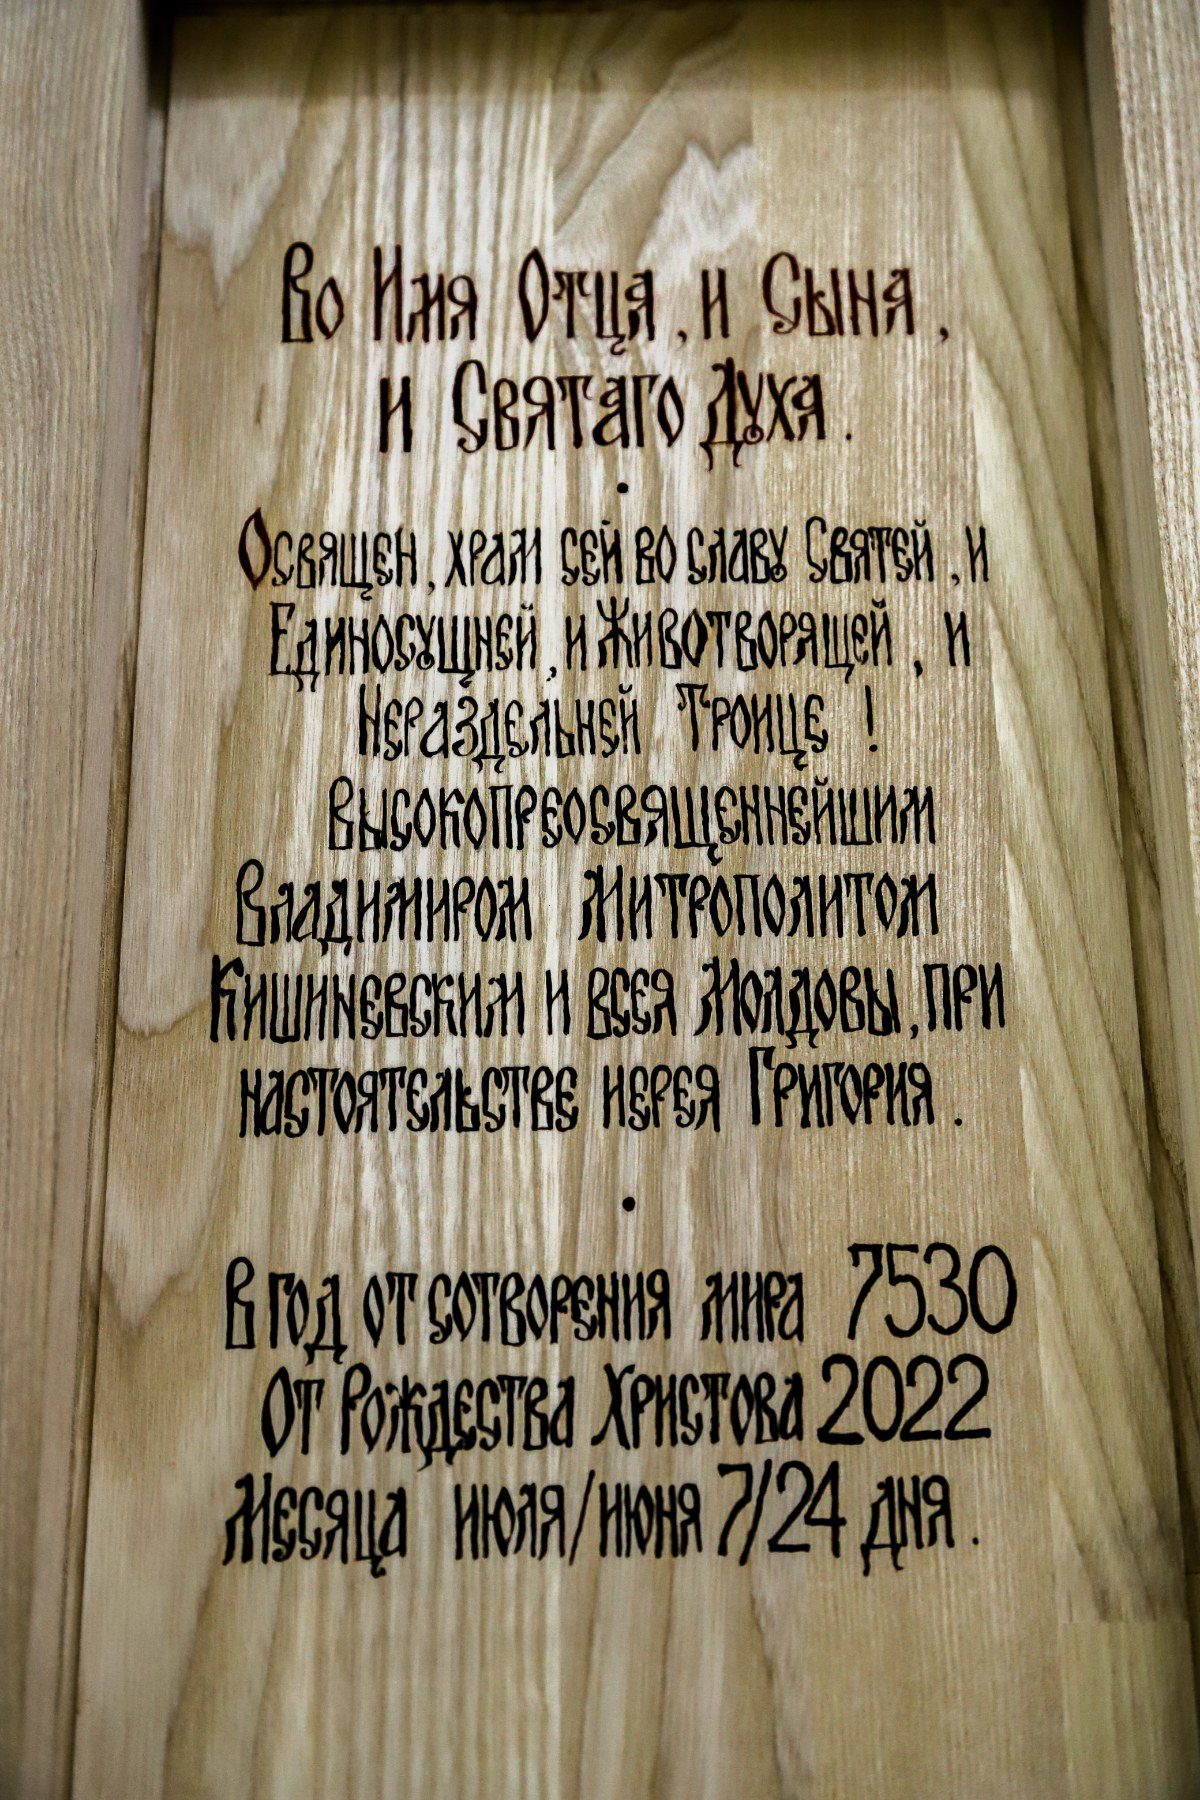 Во Имя Отца, и Сына,
и Святаго Духа.
Освящен, храм сей во славу Святей, и
Единосущней, и Животворящей, и
Нераздельней Троице !
Высокопреосвященнейшим
Владимиром Митрополитом
Кишиневским и всея Молдовы, при
настоятельстве иерея Григория.
В год от сотворения мира 7530
От Рождества Христова 2022
Месяца июля/июня 7/24 дня.